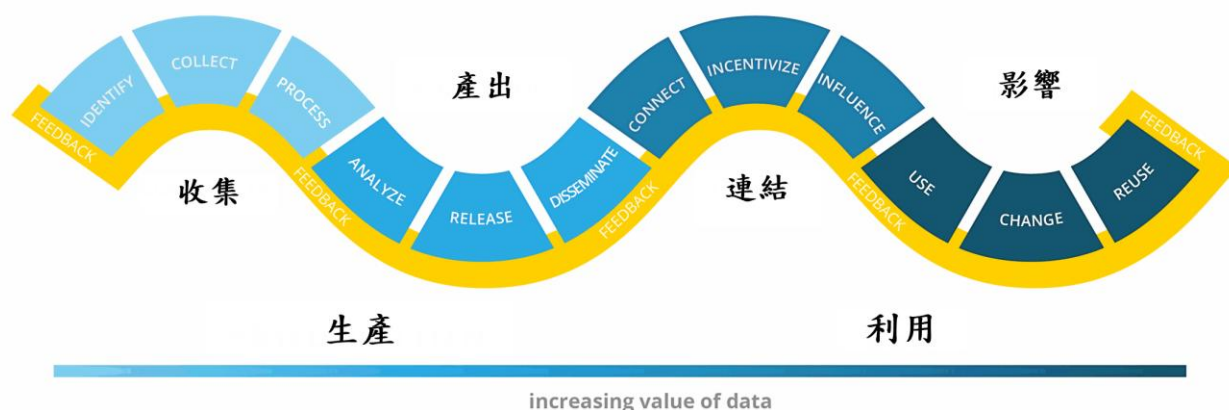 IDENTIFY
COLLECT
PROCESS
ANALYZE
RELEASE
DISSEMINATE
CONNECT
INCENTIVIZE
INFLUENCE
USE
CHANGE
REUSE
FEEDBACK
FEEDBACK
FEEDBACK
FEEDBACK
FEEDBACK
收集
產出
連結
影響
生產
利用
increasing value of data